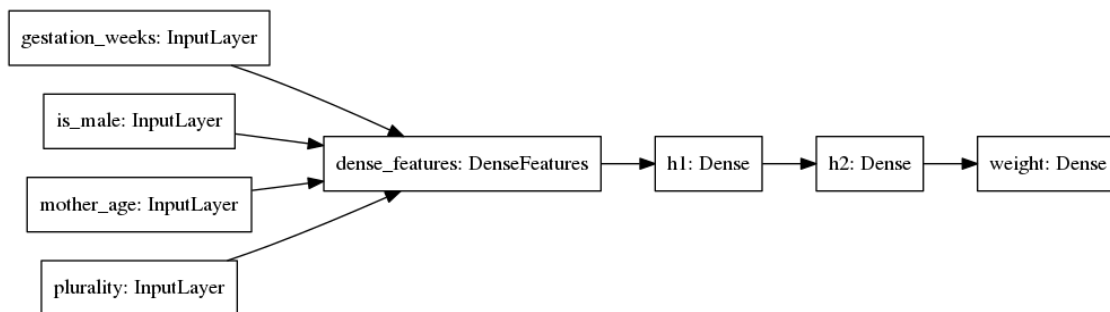 gestation_weeks: InputLayer
is_male: InputLayer
mother_age: InputLayer
plurality: InputLayer
dense_features: DenseFeatures
h1: Dense
h2: Dense
weight: Dense